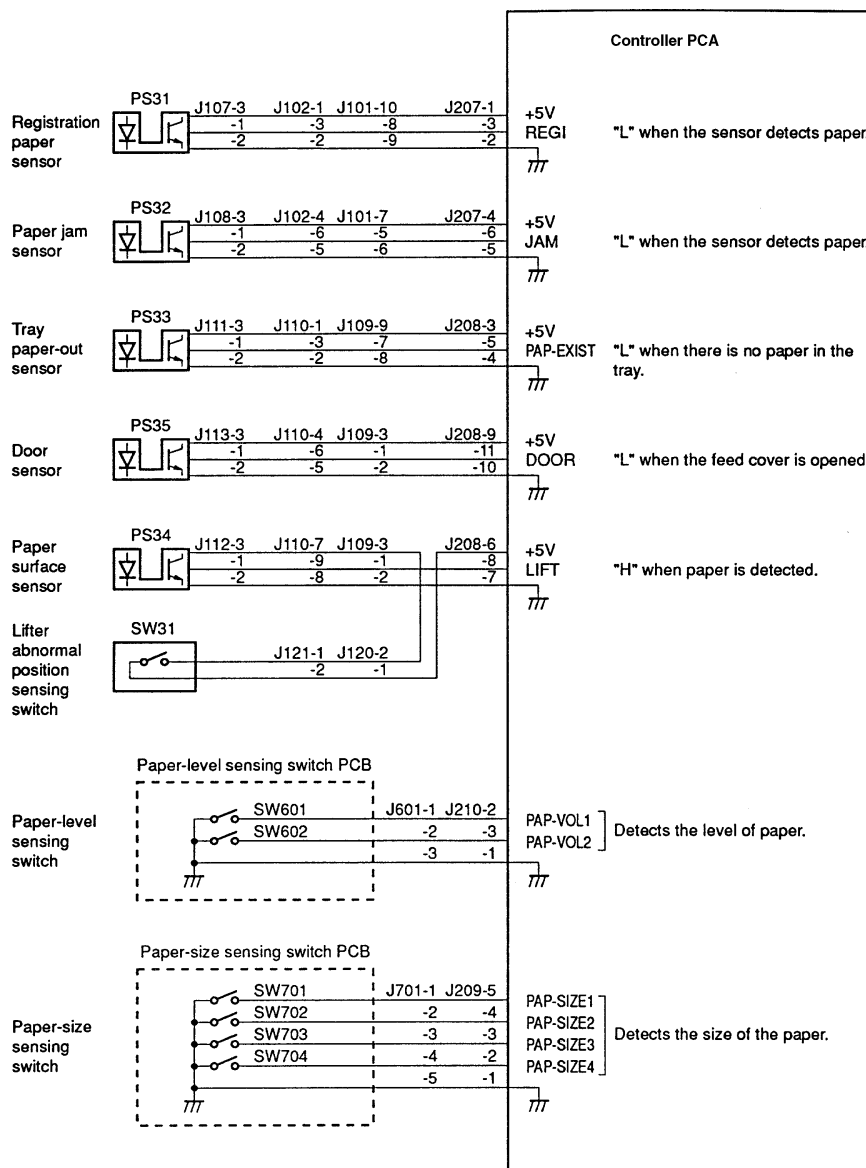 Controller PCA
PS31
J107-3 J102-1 J101-10 J207-1 +5V
Registration paper sensor
-1 -3 -8 -3 REGI "L" when the sensor detects paper.
-2 -2 -9 -2
PS32
J108-3 J102-4 J101-7 J207-4 +5V
Paper jam sensor
-1 -6 -5 -6 JAM "L" when the sensor detects paper.
-2 -5 -6 -5
PS33
J111-3 J110-1 J109-9 J208-3 +5V
Tray paper-out sensor
-1 -3 -7 -5 PAP-EXIST "L" when there is no paper in the tray.
-2 -2 -8 -4
PS35
J113-3 J110-4 J109-3 J208-9 +5V
Door sensor
-1 -6 -1 -11 DOOR "L" when the feed cover is opened
-2 -5 -2 -10
PS34
J112-3 J110-7 J109-3 J208-6 +5V
Paper surface sensor
-1 -9 -1 -8 LIFT "H" when paper is detected.
-2 -8 -2 -7
SW31
Lifter abnormal position sensing switch
J121-1 J120-2
-2 -1
Paper-level sensing switch PCB
Paper-level sensing switch
SW601 J601-1 J210-2 PAP-VOL1
SW602 -2 -3 PAP-VOL2
Detects the level of paper.
-3 -1
Paper-size sensing switch PCB
Paper-size sensing switch
SW701 J701-1 J209-5 PAP-SIZE1
SW702 -2 -4 PAP-SIZE2
SW703 -3 -3 PAP-SIZE3
SW704 -4 -2 PAP-SIZE4
Detects the size of the paper.
-5 -1